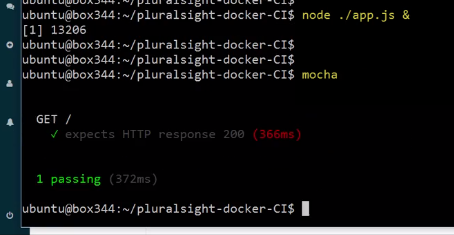 ubuntu@box344:~/pluralsight-docker-CI$ node ./app.js &
[1] 13206
ubuntu@box344:~/pluralsight-docker-CI$
ubuntu@box344:~/pluralsight-docker-CI$
ubuntu@box344:~/pluralsight-docker-CI$ mocha
GET /
✓ expects HTTP response 200 (366ms)
1 passing (372ms)
ubuntu@box344:~/pluralsight-docker-CI$